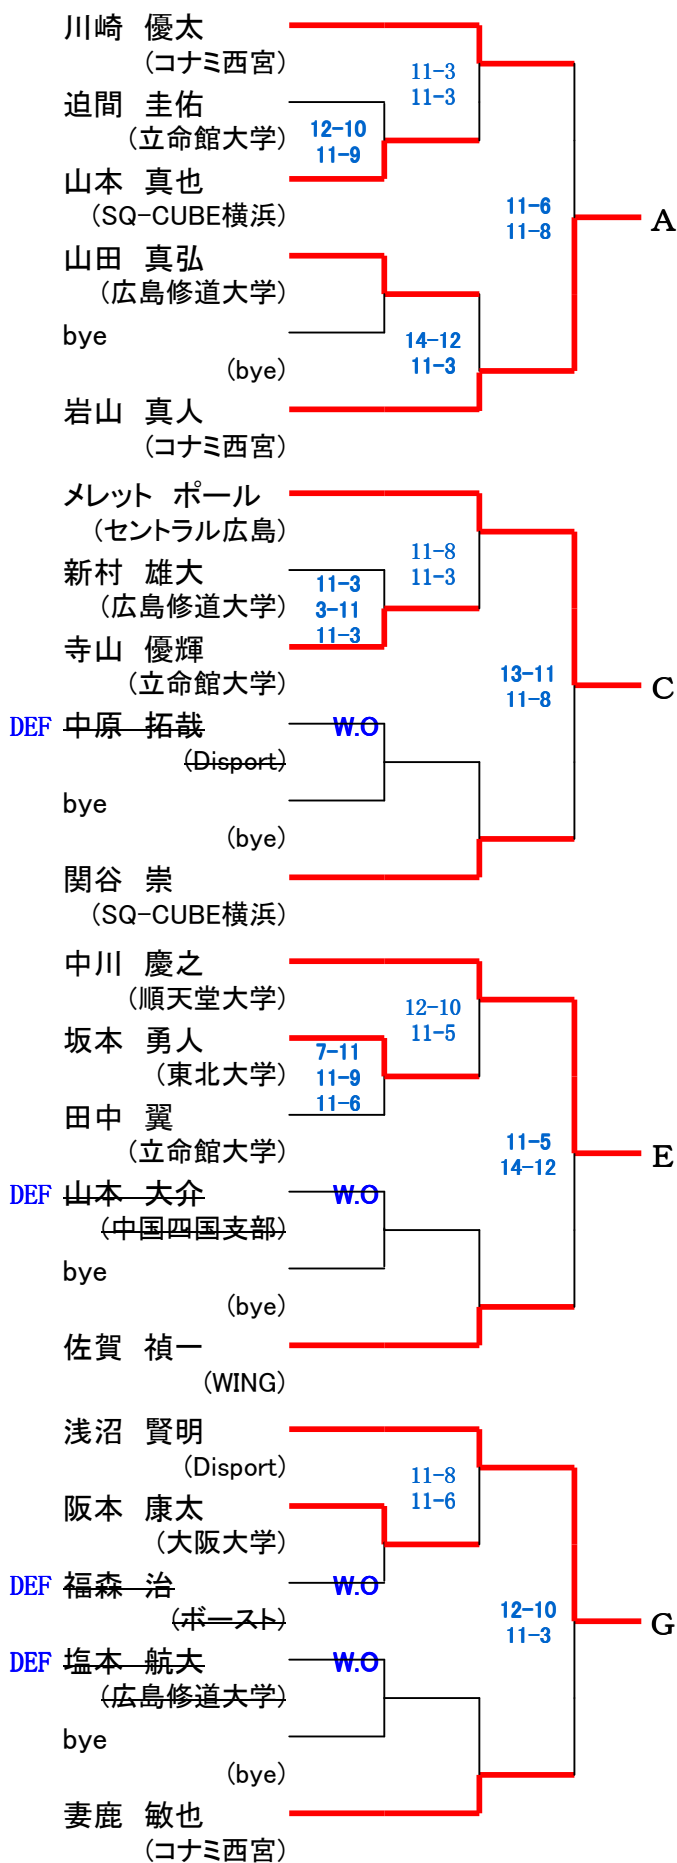 川崎 優太
(コナミ西宮)
11-3
11-3
迫間 圭佑
(立命館大学)
12-10
11-9
山本 真也
(SQ-CUBE横浜)
11-6
11-8
A
山田 真弘
(広島修道大学)
bye
(bye)
14-12
11-3
岩山 真人
(コナミ西宮)
メレット ポール
(セントラル広島)
11-8
11-3
新村 雄大
(広島修道大学)
11-3
3-11
11-3
寺山 優輝
(立命館大学)
13-11
11-8
C
DEF 中原 拓哉 W.O
(Disport)
bye
(bye)
関谷 崇
(SQ-CUBE横浜)
中川 慶之
(順天堂大学)
12-10
11-5
坂本 勇人
(東北大学)
7-11
11-9
11-6
田中 翼
(立命館大学)
11-5
14-12
E
DEF 山本 大介 W.O
(中国四国支部)
bye
(bye)
佐賀 禎一
(WING)
浅沼 賢明
(Disport)
11-8
11-6
阪本 康太
(大阪大学)
DEF 福森 治 W.O
(ボースト)
12-10
11-3
G
DEF 塩本 航大 W.O
(広島修道大学)
bye
(bye)
妻鹿 敏也
(コナミ西宮)